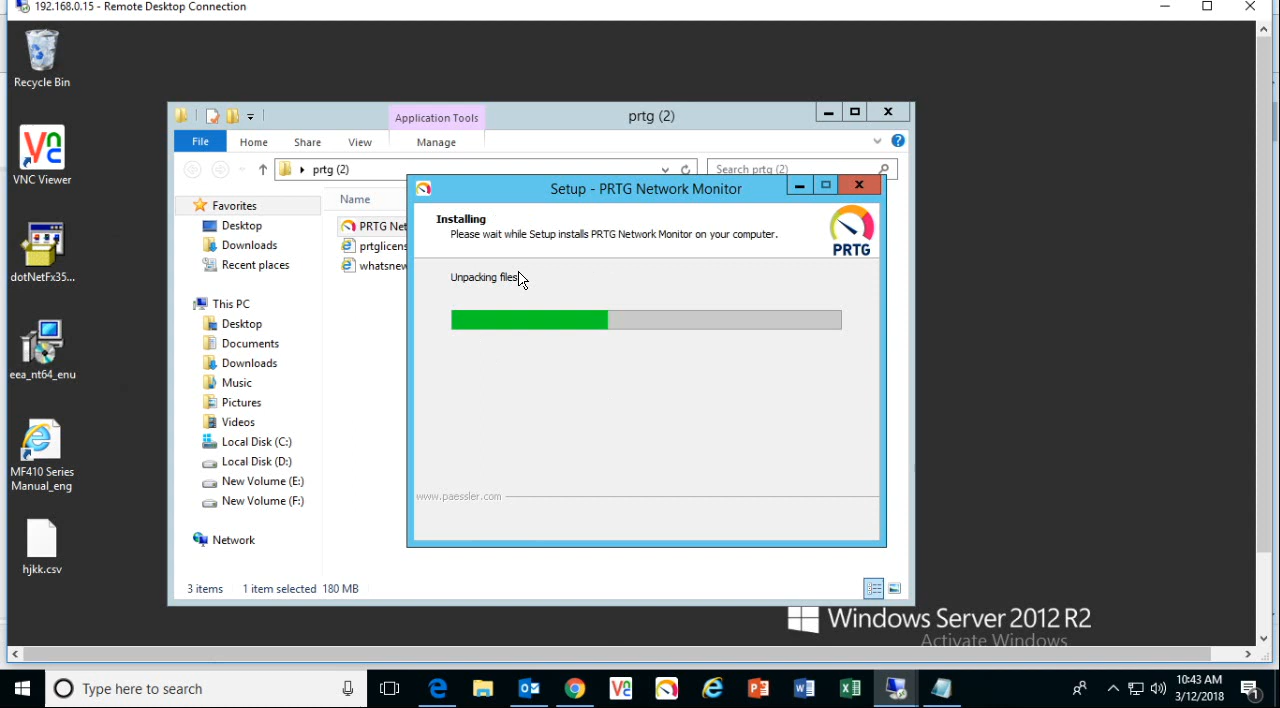 192.168.0.15 - Remote Desktop Connection
Recycle Bin
VNC Viewer
dotNetFx35...
eea_nt64_enu
MF410 Series
Manual_eng
hjkk.csv
Application Tools
prtg (2)
File
Home
Share
View
Manage
prtg (2)
Search prtg (2)
Favorites
Desktop
Downloads
Recent places
This PC
Desktop
Documents
Downloads
Music
Pictures
Videos
Local Disk (C:)
Local Disk (D:)
New Volume (E:)
New Volume (F:)
Network
Name
PRTG Net
prtglicens
whatsnew
3 items
1 item selected 180 MB
Setup - PRTG Network Monitor
Installing
Please wait while Setup installs PRTG Network Monitor on your computer.
PRTG
Unpacking files
www.paessler.com
Windows Server 2012 R2
Activate Windows
Type here to search
10:43 AM
3/12/2018
1